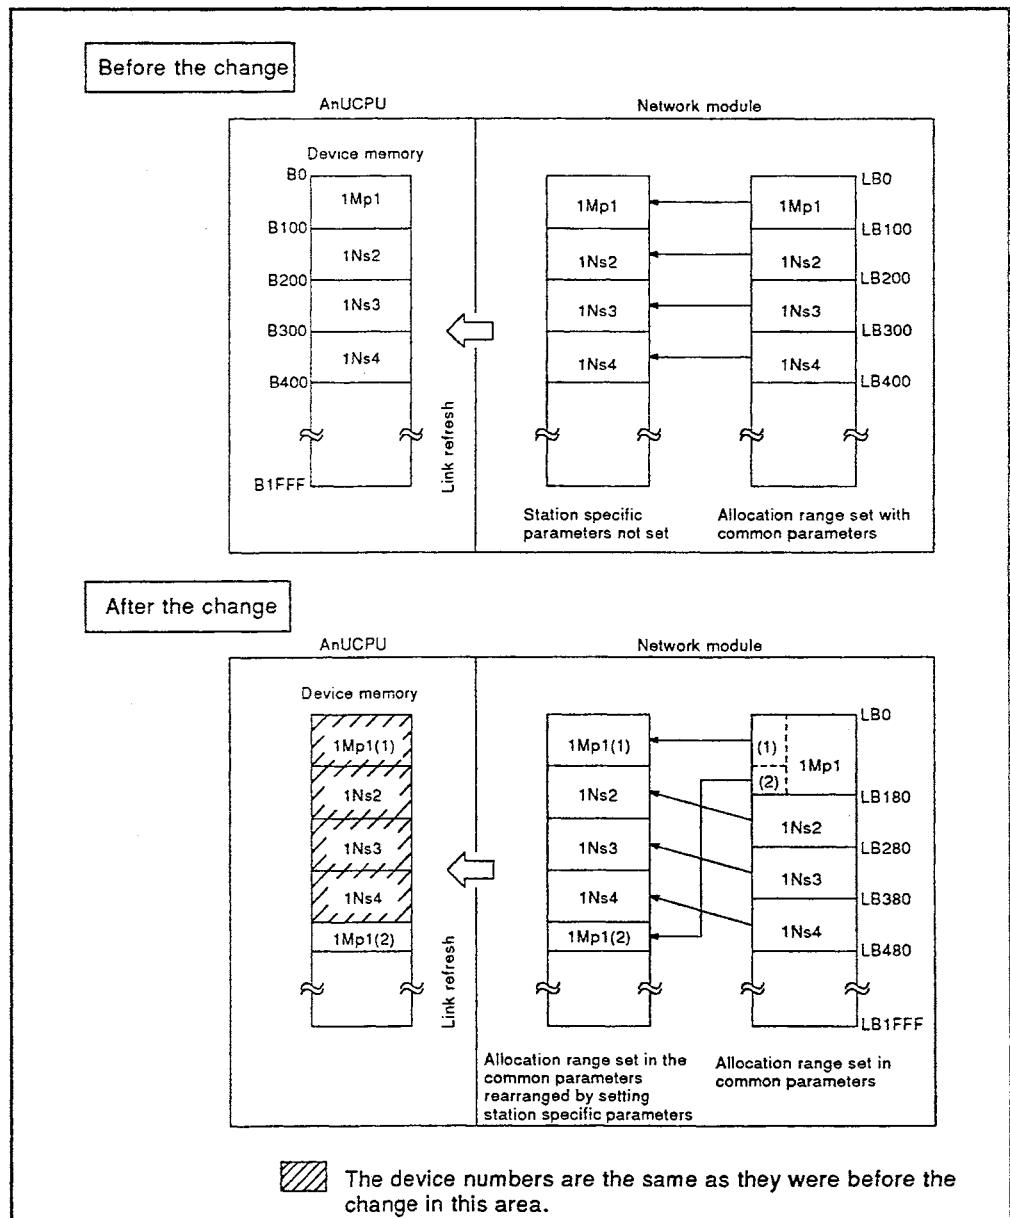 Before the change
AnUCPU
Network module
Device memory
B0
1Mp1
B100
1Ns2
B200
1Ns3
B300
1Ns4
B400
B1FFF
Link refresh
1Mp1
1Ns2
1Ns3
1Ns4
Station specific
parameters not set
LB0
1Mp1
LB100
1Ns2
LB200
1Ns3
LB300
1Ns4
LB400
Allocation range set with
common parameters
After the change
AnUCPU
Network module
Device memory
1Mp1(1)
1Ns2
1Ns3
1Ns4
1Mp1(2)
Link refresh
1Mp1(1)
1Ns2
1Ns3
1Ns4
1Mp1(2)
Allocation range set in the
common parameters
rearranged by setting
station specific parameters
LB0
(1)
1Mp1
(2)
LB180
1Ns2
LB280
1Ns3
LB380
1Ns4
LB480
LB1FFF
Allocation range set in
common parameters
The device numbers are the same as they were before the
change in this area.